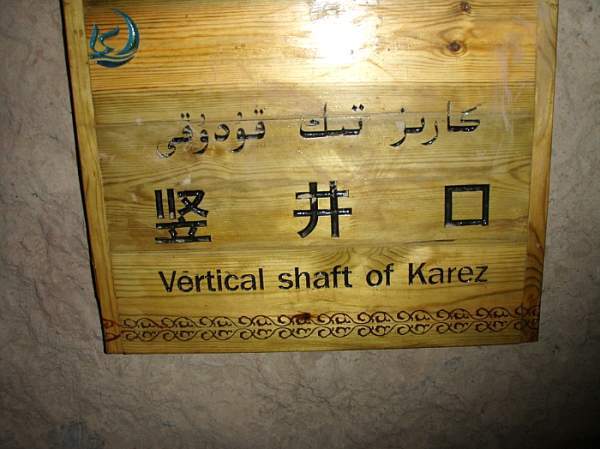 كارىز تىك قۇدۇقى
竖井口
Vertical shaft of Karez